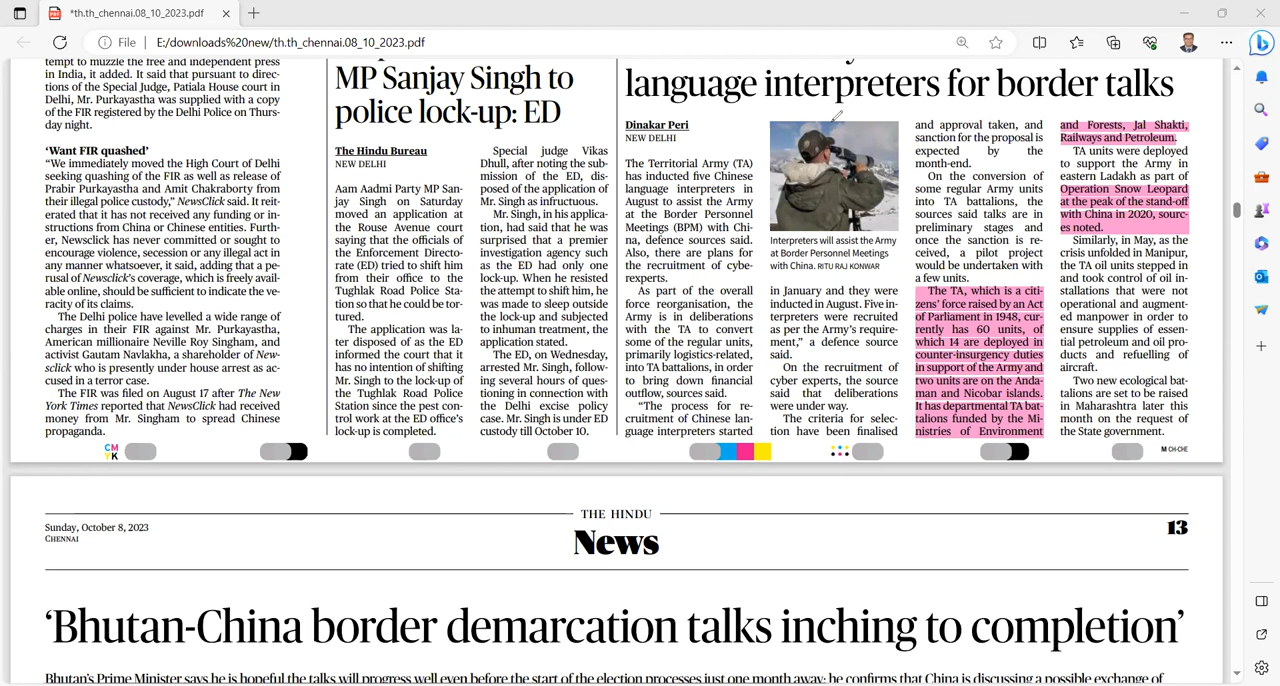 *th.th_chennai.08_10_2023.pdf
File
E:/downloads%20new/th.th_chennai.08_10_2023.pdf
tempt to muzzle the free and independent press
in India, it added. It said that pursuant to direc-
tions of the Special Judge, Patiala House court in
Delhi, Mr. Purkayastha was supplied with a copy
of the FIR registered by the Delhi Police on Thurs-
day night.
‘Want FIR quashed’
“We immediately moved the High Court of Delhi
seeking quashing of the FIR as well as release of
Prabir Purkayastha and Amit Chakraborty from
their illegal police custody,” NewsClick said. It reit-
erated that it has not received any funding or in-
structions from China or Chinese entities. Furth-
er, Newsclick has never committed or sought to
encourage violence, secession or any illegal act in
any manner whatsoever, it said, adding that a pe-
rusal of Newsclick’s coverage, which is freely avail-
able online, should be sufficient to indicate the ve-
racity of its claims.
The Delhi police have levelled a wide range of
charges in their FIR against Mr. Purkayastha,
American millionaire Neville Roy Singham, and
activist Gautam Navlakha, a shareholder of New-
sclick who is presently under house arrest as ac-
cused in a terror case.
The FIR was filed on August 17 after The New
York Times reported that NewsClick had received
money from Mr. Singham to spread Chinese
propaganda.
MP Sanjay Singh to
police lock-up: ED
The Hindu Bureau
NEW DELHI
Aam Aadmi Party MP San-
jay Singh on Saturday
moved an application at
the Rouse Avenue court
saying that the officials of
the Enforcement Directo-
rate (ED) tried to shift him
from their office to the
Tughlak Road Police Sta-
tion so that he could be tor-
tured.
The application was la-
ter disposed of as the ED
informed the court that it
has no intention of shifting
Mr. Singh to the lock-up of
the Tughlak Road Police
Station since the pest con-
trol work at the ED office’s
lock-up is completed.
Special judge Vikas
Dhull, after noting the sub-
mission of the ED, dis-
posed of the application of
Mr. Singh as infructuous.
Mr. Singh, in his applica-
tion, had said that he was
surprised that a premier
investigation agency such
as the ED had only one
lock-up. When he resisted
the attempt to shift him, he
was made to sleep outside
the lock-up and subjected
to inhuman treatment, the
application stated.
The ED, on Wednesday,
arrested Mr. Singh, follow-
ing several hours of ques-
tioning in connection with
the Delhi excise policy
case. Mr. Singh is under ED
custody till October 10.
language interpreters for border talks
Dinakar Peri
NEW DELHI
The Territorial Army (TA)
has inducted five Chinese
language interpreters in
August to assist the Army
at the Border Personnel
Meetings (BPM) with Chi-
na, defence sources said.
Also, there are plans for
the recruitment of cybe-
rexperts.
As part of the overall
force reorganisation, the
Army is in deliberations
with the TA to convert
some of the regular units,
primarily logistics-related,
into TA battalions, in order
to bring down financial
outflow, sources said.
“The process for re-
cruitment of Chinese lan-
guage interpreters started
Interpreters will assist the Army
at Border Personnel Meetings
with China. RITU RAJ KONWAR
in January and they were
inducted in August. Five in-
terpreters were recruited
as per the Army’s require-
ment,” a defence source
said.
On the recruitment of
cyber experts, the source
said that deliberations
were under way.
The criteria for selec-
tion have been finalised
and approval taken, and
sanction for the proposal is
expected by the
month-end.
On the conversion of
some regular Army units
into TA battalions, the
sources said talks are in
preliminary stages and
once the sanction is re-
ceived, a pilot project
would be undertaken with
a few units.
The TA, which is a citi-
zens’ force raised by an Act
of Parliament in 1948, cur-
rently has 60 units, of
which 14 are deployed in
counter-insurgency duties
in support of the Army and
two units are on the Anda-
man and Nicobar islands.
It has departmental TA bat-
talions funded by the Mi-
nistries of Environment
and Forests, Jal Shakti,
Railways and Petroleum.
TA units were deployed
to support the Army in
eastern Ladakh as part of
Operation Snow Leopard
at the peak of the stand-off
with China in 2020, sourc-
es noted.
Similarly, in May, as the
crisis unfolded in Manipur,
the TA oil units stepped in
and took control of oil in-
stallations that were not
operational and augment-
ed manpower in order to
ensure supplies of essen-
tial petroleum and oil pro-
ducts and refuelling of
aircraft.
Two new ecological bat-
talions are set to be raised
in Maharashtra later this
month on the request of
the State government.
CM
YK
M CH-CHE
THE HINDU
Sunday, October 8, 2023
CHENNAI
News
13
‘Bhutan-China border demarcation talks inching to completion’
Bhutan’s Prime Minister says he is hopeful the talks will progress well even before the start of the election processes just one month away; he confirms that China is discussing a possible exchange of